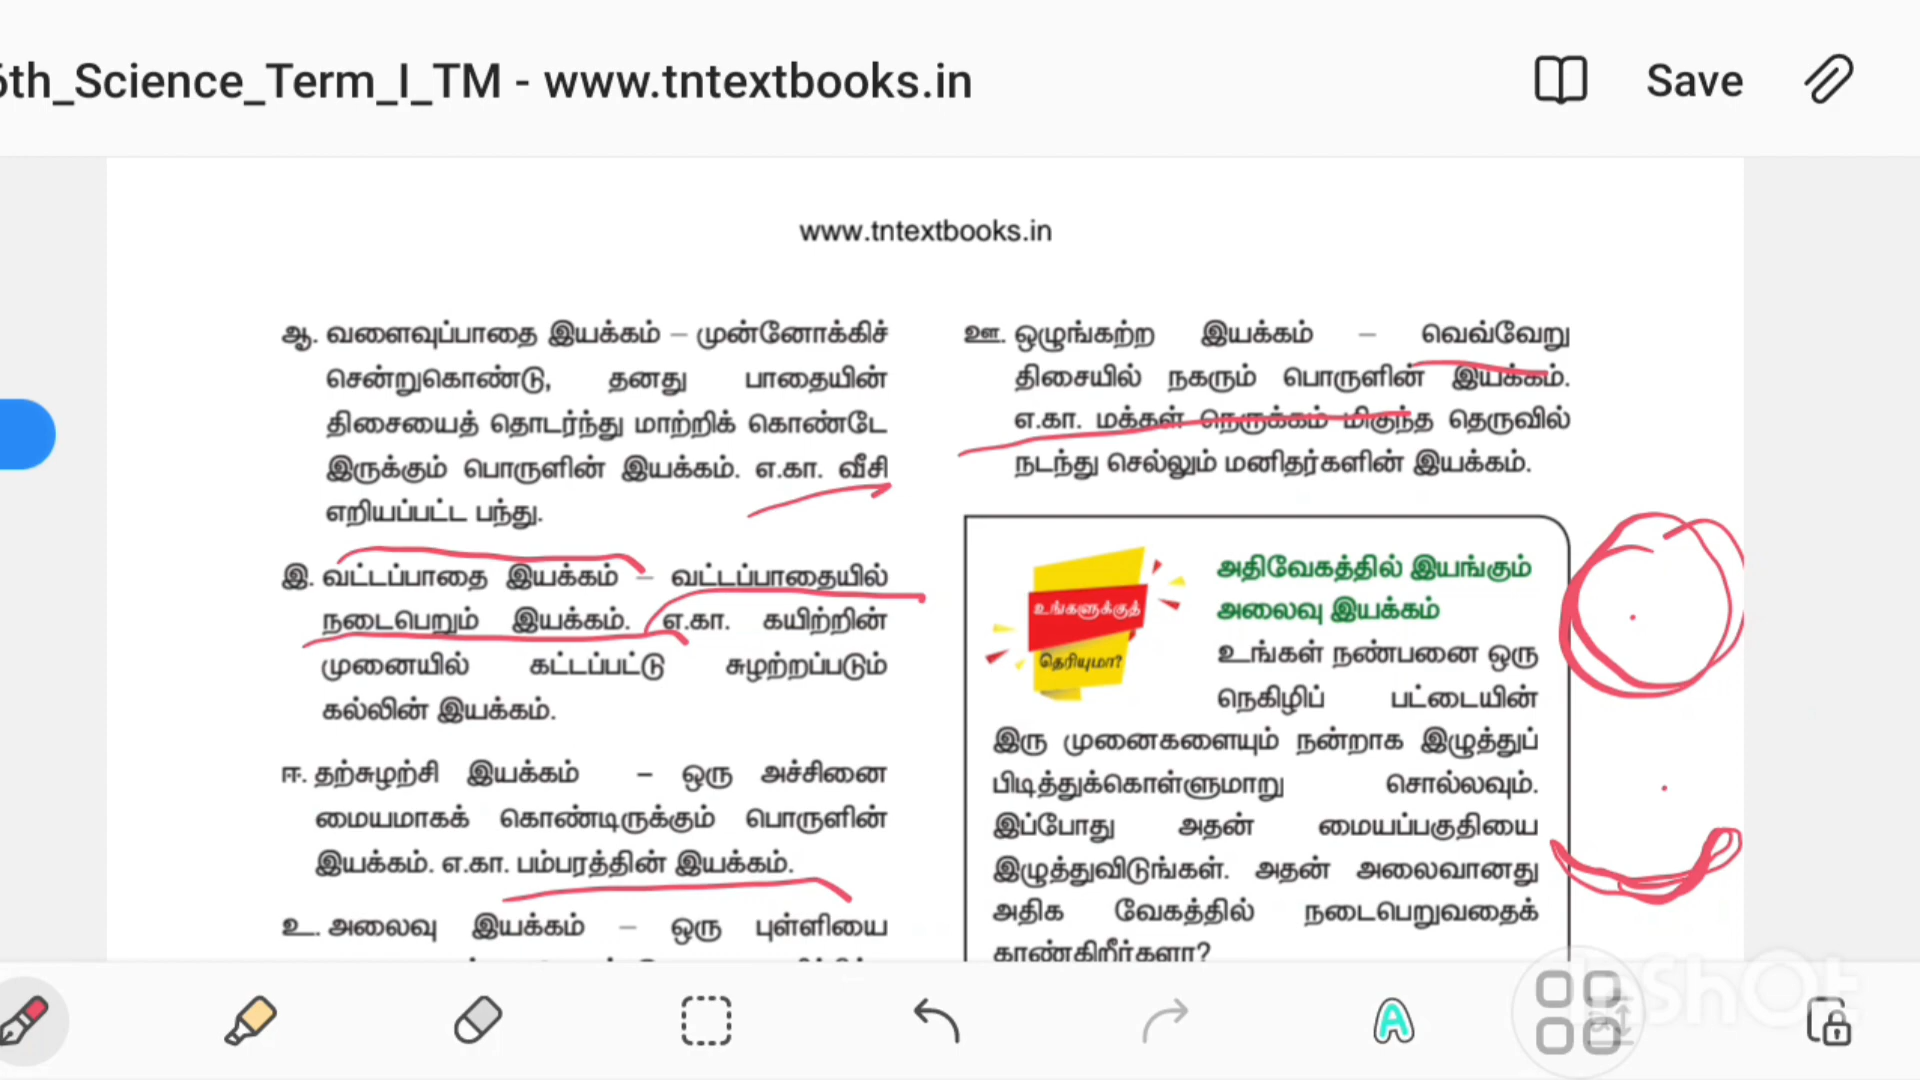 6th_Science_Term_I_TM - www.tntextbooks.in
Save
www.tntextbooks.in
ஆ. வளைவுப்பாதை இயக்கம் – முன்னோக்கிச்
சென்றுகொண்டு, தனது பாதையின்
திசையைத் தொடர்ந்து மாற்றிக் கொண்டே
இருக்கும் பொருளின் இயக்கம். எ.கா. வீசி
எறியப்பட்ட பந்து.
இ. வட்டப்பாதை இயக்கம் – வட்டப்பாதையில்
நடைபெறும் இயக்கம். எ.கா. கயிற்றின்
முனையில் கட்டப்பட்டு சுழற்றப்படும்
கல்லின் இயக்கம்.
ஈ. தற்சுழற்சி இயக்கம் – ஒரு அச்சினை
மையமாகக் கொண்டிருக்கும் பொருளின்
இயக்கம். எ.கா. பம்பரத்தின் இயக்கம்.
உ. அலைவு இயக்கம் – ஒரு புள்ளியை
ஊ. ஒழுங்கற்ற இயக்கம் – வெவ்வேறு
திசையில் நகரும் பொருளின் இயக்கம்.
எ.கா. மக்கள் நெருக்கம் மிகுந்த தெருவில்
நடந்து செல்லும் மனிதர்களின் இயக்கம்.
உங்களுக்குத்
தெரியுமா?
அதிவேகத்தில் இயங்கும்
அலைவு இயக்கம்
உங்கள் நண்பனை ஒரு
நெகிழிப் பட்டையின்
இரு முனைகளையும் நன்றாக இழுத்துப்
பிடித்துக்கொள்ளுமாறு சொல்லவும்.
இப்போது அதன் மையப்பகுதியை
இழுத்துவிடுங்கள். அதன் அலைவானது
அதிக வேகத்தில் நடைபெறுவதைக்
காண்கிறீர்களா?
A
InShOt